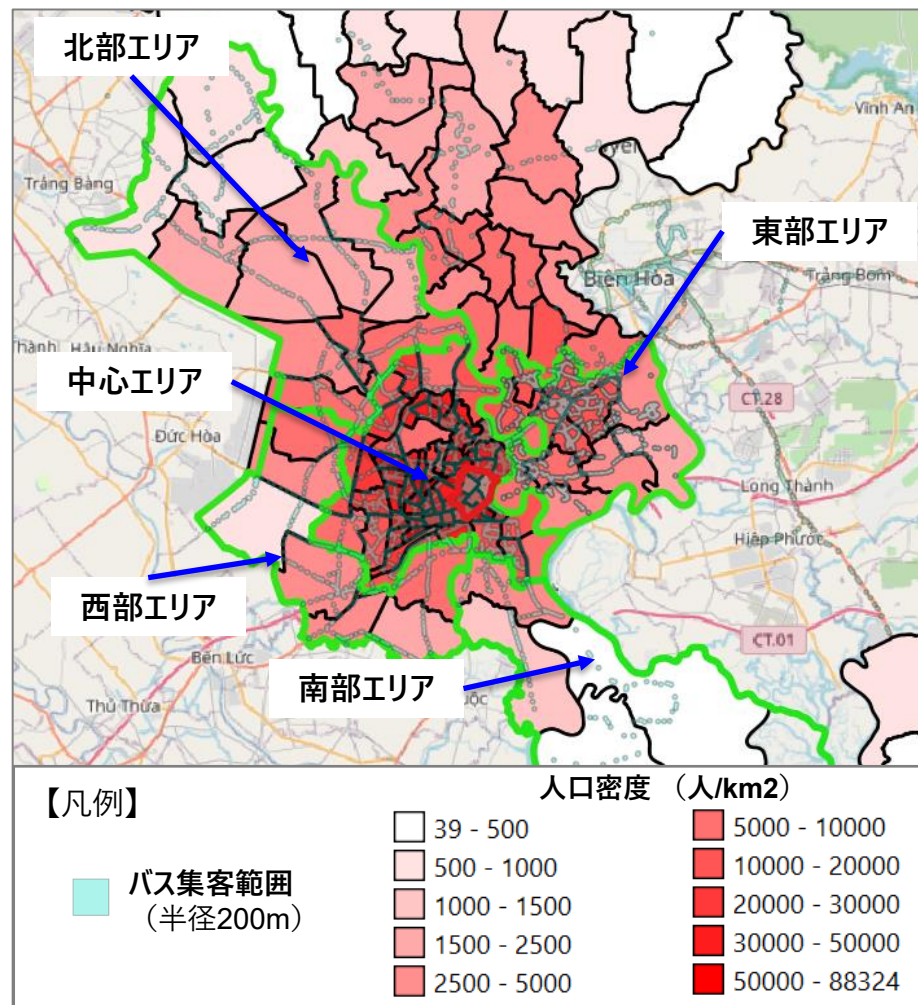 北部エリア
Vĩnh An
Trảng Bàng
東部エリア
Biên Hòa
Trảng Bom
Hậu Nghĩa
中心エリア
CT.28
Đức Hòa
Long Thành
Hiệp Phước
西部エリア
CT.01
Bến Lức
南部エリア
Thủ Thừa
【凡例】
人口密度 （人/km2）
バス集客範囲
（半径200m）
39 - 500
500 - 1000
1000 - 1500
1500 - 2500
2500 - 5000
5000 - 10000
10000 - 20000
20000 - 30000
30000 - 50000
50000 - 88324